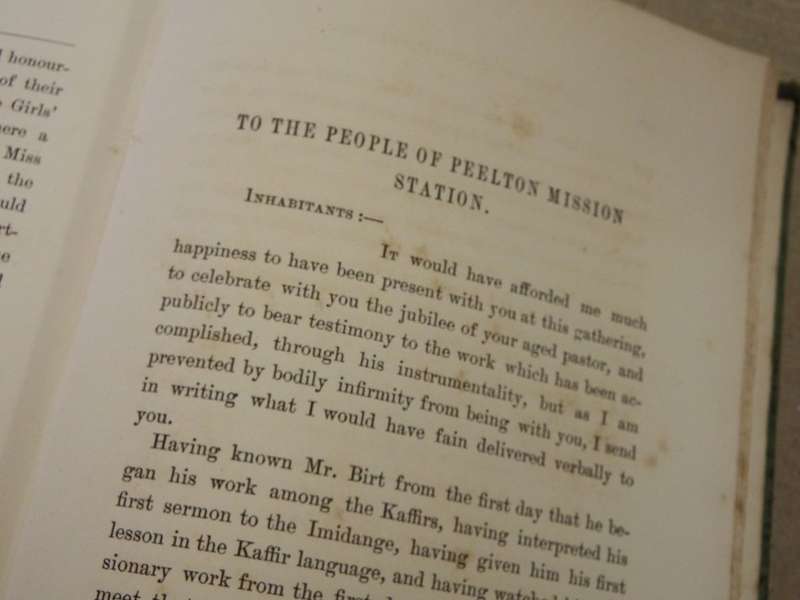 honour-
of their
Girls'
ere a
Miss
the
uld
rt-
TO THE PEOPLE OF PEELTON MISSION
STATION.
INHABITANTS :—
IT would have afforded me much
happiness to have been present with you at this gathering,
to celebrate with you the jubilee of your aged pastor, and
publicly to bear testimony to the work which has been ac-
complished, through his instrumentality, but as I am
prevented by bodily infirmity from being with you, I send
in writing what I would have fain delivered verbally to
you.
Having known Mr. Birt from the first day that he be-
gan his work among the Kaffirs, having interpreted his
first sermon to the Imidange, having given him his first
lesson in the Kaffir language, and having watched
sionary work from the first
meet